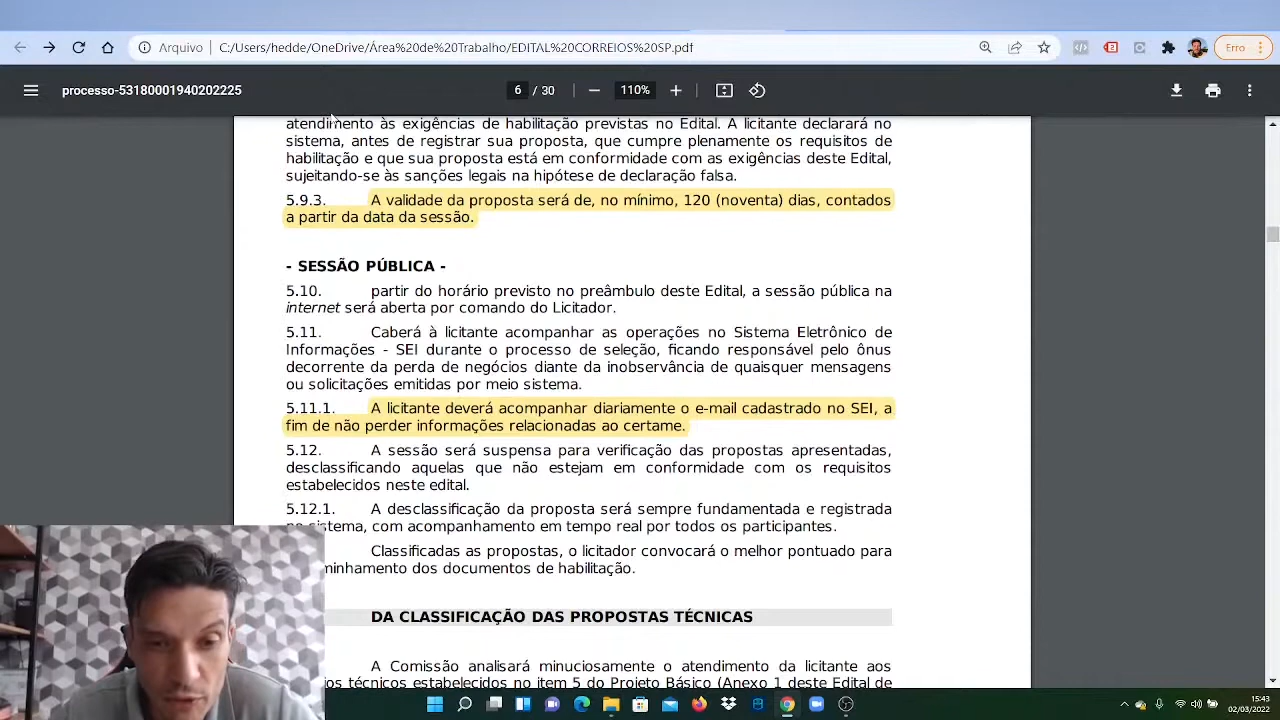 Arquivo
C:/Users/hedde/OneDrive/Área%20de%20Trabalho/EDITAL%20CORREIOS%20SP.pdf
Erro
processo-53180001940202225
6 / 30
110%
atendimento às exigências de habilitação previstas no Edital. A licitante declarará no
sistema, antes de registrar sua proposta, que cumpre plenamente os requisitos de
habilitação e que sua proposta está em conformidade com as exigências deste Edital,
sujeitando-se às sanções legais na hipótese de declaração falsa.
5.9.3. A validade da proposta será de, no mínimo, 120 (noventa) dias, contados
a partir da data da sessão.
- SESSÃO PÚBLICA -
5.10. partir do horário previsto no preâmbulo deste Edital, a sessão pública na
internet será aberta por comando do Licitador.
5.11. Caberá à licitante acompanhar as operações no Sistema Eletrônico de
Informações - SEI durante o processo de seleção, ficando responsável pelo ônus
decorrente da perda de negócios diante da inobservância de quaisquer mensagens
ou solicitações emitidas por meio sistema.
5.11.1. A licitante deverá acompanhar diariamente o e-mail cadastrado no SEI, a
fim de não perder informações relacionadas ao certame.
5.12. A sessão será suspensa para verificação das propostas apresentadas,
desclassificando aquelas que não estejam em conformidade com os requisitos
estabelecidos neste edital.
5.12.1. A desclassificação da proposta será sempre fundamentada e registrada
sistema, com acompanhamento em tempo real por todos os participantes.
Classificadas as propostas, o licitador convocará o melhor pontuado para
minhamento dos documentos de habilitação.
DA CLASSIFICAÇÃO DAS PROPOSTAS TÉCNICAS
A Comissão analisará minuciosamente o atendimento da licitante aos
técnicos estabelecidos no item 5 do Projeto Básico (Anexo 1 deste Edital de
15:43
02/03/2022